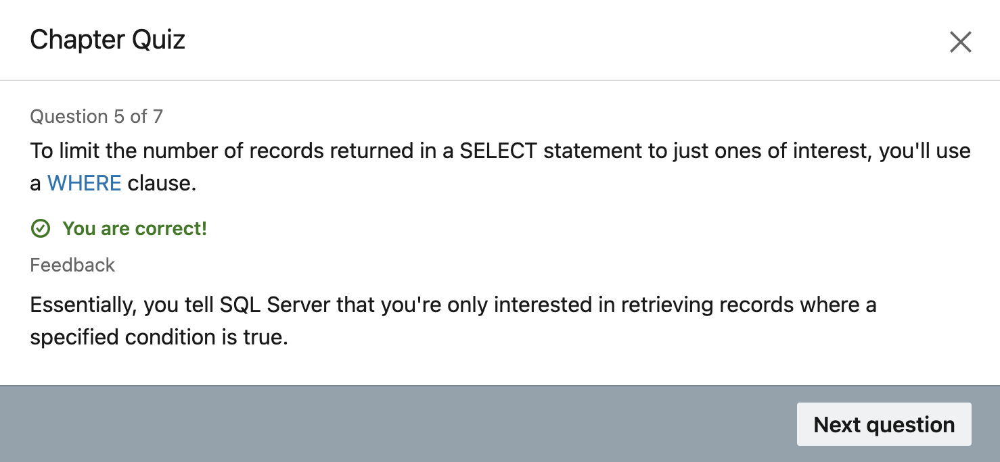 Chapter Quiz
Question 5 of 7
To limit the number of records returned in a SELECT statement to just ones of interest, you'll use
a WHERE clause.
You are correct!
Feedback
Essentially, you tell SQL Server that you're only interested in retrieving records where a
specified condition is true.
Next question